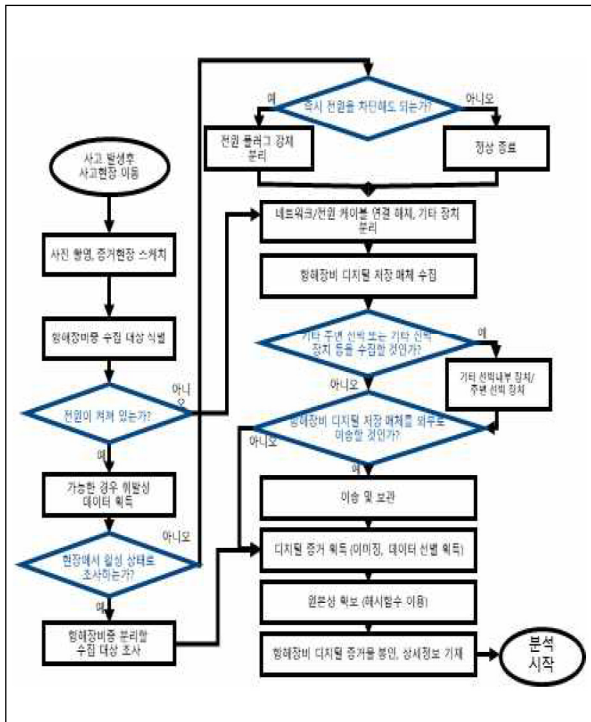 사고 발생후
사고현장 이동
사진 촬영, 증거현장 스케치
항해장비중 수집 대상 식별
전원이 켜져 있는가?
아니
오
예
가능한 경우 휘발성
데이터 획득
아니오
현장에서 활성 상태로
조사하는가?
예
항해장비중 분리할
수집 대상 조사
즉시 전원을 차단해도 되는가?
예
아니오
전원 플러그 강제
분리
정상 종료
네트워크/전원 케이블 연결 해제, 기타 장치
분리
항해장비 디지털 저장 매체 수집
기타 주변 선박 또는 기타 선박
장치 등을 수집할 것인가?
예
아니오
기타 선박내부 장치/
주변 선박 장치
항해장비 디지털 저장 매체를 외부로
이송할 것인가?
아니오
예
이송 및 보관
디지털 증거 획득 (이미징, 데이터 선별 획득)
원본성 확보 (해시함수 이용)
항해장비 디지털 증거물 봉인, 상세정보 기재
분석
시작